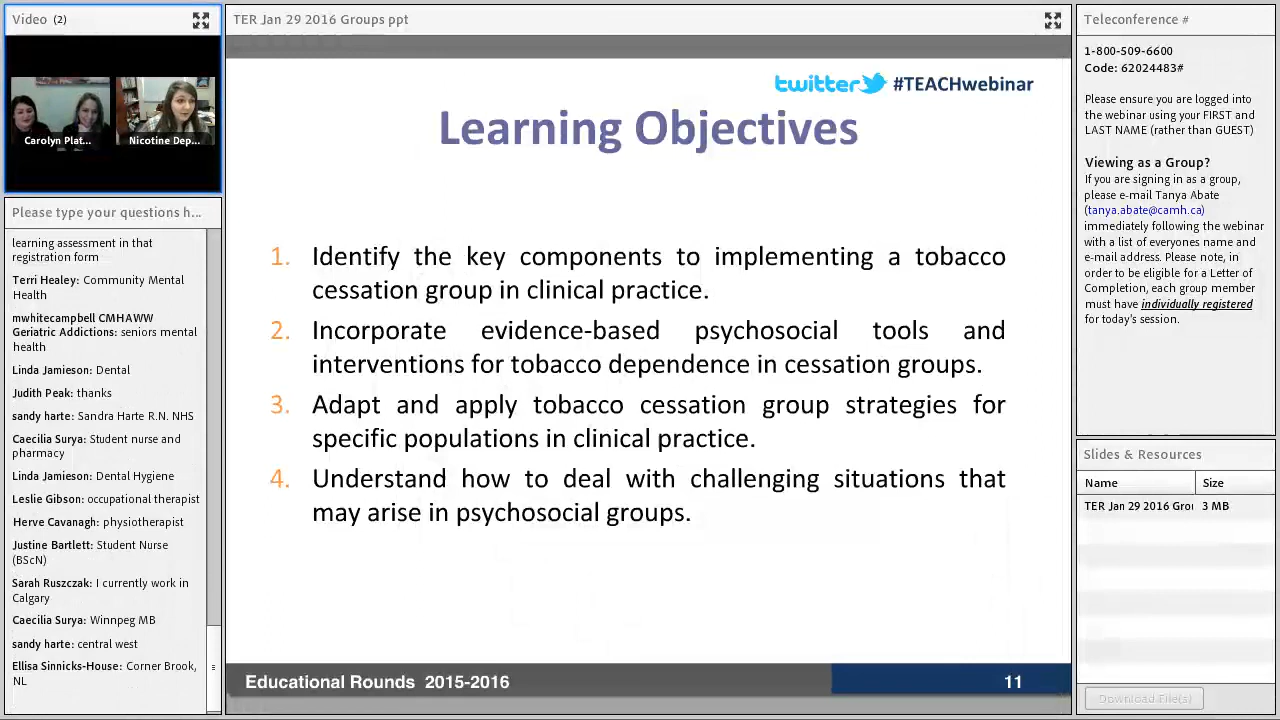 Video (2)
Carolyn Plat...
Nicotine Dep...
Please type your questions h...
learning assessment in that
registration form
Terri Healey: Community Mental
Health
mwhitecampbell CMHAWW
Geriatric Addictions: seniors mental
health
Linda Jamieson: Dental
Judith Peak: thanks
sandy harte: Sandra Harte R.N. NHS
Caecilia Surya: Student nurse and
pharmacy
Linda Jamieson: Dental Hygiene
Leslie Gibson: occupational therapist
Herve Cavanagh: physiotherapist
Justine Bartlett: Student Nurse
(BScN)
Sarah Ruszczak: I currently work in
Calgary
Caecilia Surya: Winnpeg MB
sandy harte: central west
Ellisa Sinnicks-House: Corner Brook,
NL
TER Jan 29 2016 Groups ppt
twitter #TEACHwebinar
Learning Objectives
1. Identify the key components to implementing a tobacco
cessation group in clinical practice.
2. Incorporate evidence-based psychosocial tools and
interventions for tobacco dependence in cessation groups.
3. Adapt and apply tobacco cessation group strategies for
specific populations in clinical practice.
4. Understand how to deal with challenging situations that
may arise in psychosocial groups.
Educational Rounds 2015-2016
11
Teleconference #
1-800-509-6600
Code: 62024483#
Please ensure you are logged into
the webinar using your FIRST and
LAST NAME (rather than GUEST)
Viewing as a Group?
If you are signing in as a group,
please e-mail Tanya Abate
(tanya.abate@camh.ca)
immediately following the webinar
with a list of everyones name and
e-mail address. Please note, in
order to be eligible for a Letter of
Completion, each group member
must have individually registered
for today's session.
Slides & Resources
Name Size
TER Jan 29 2016 Grou 3 MB
Download File(s)